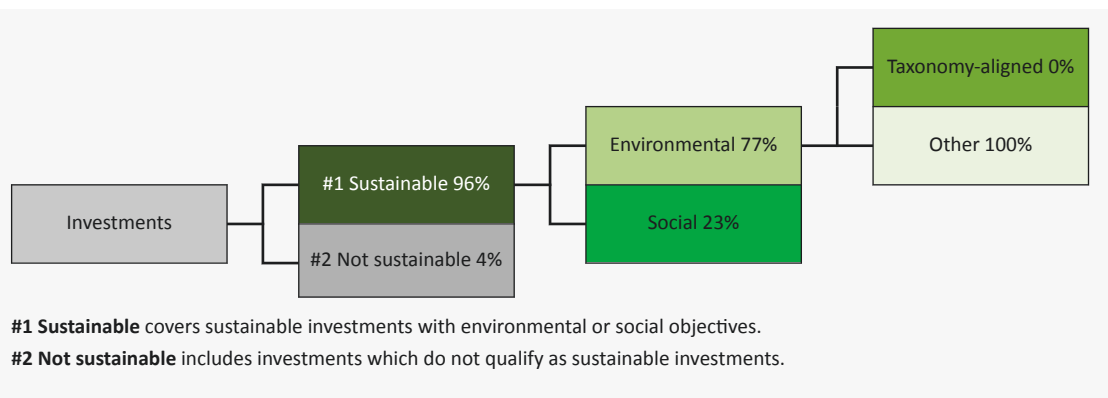 Investments
#1 Sustainable 96%
#2 Not sustainable 4%
Environmental 77%
Social 23%
Taxonomy-aligned 0%
Other 100%
#1 Sustainable covers sustainable investments with environmental or social objectives.
#2 Not sustainable includes investments which do not qualify as sustainable investments.